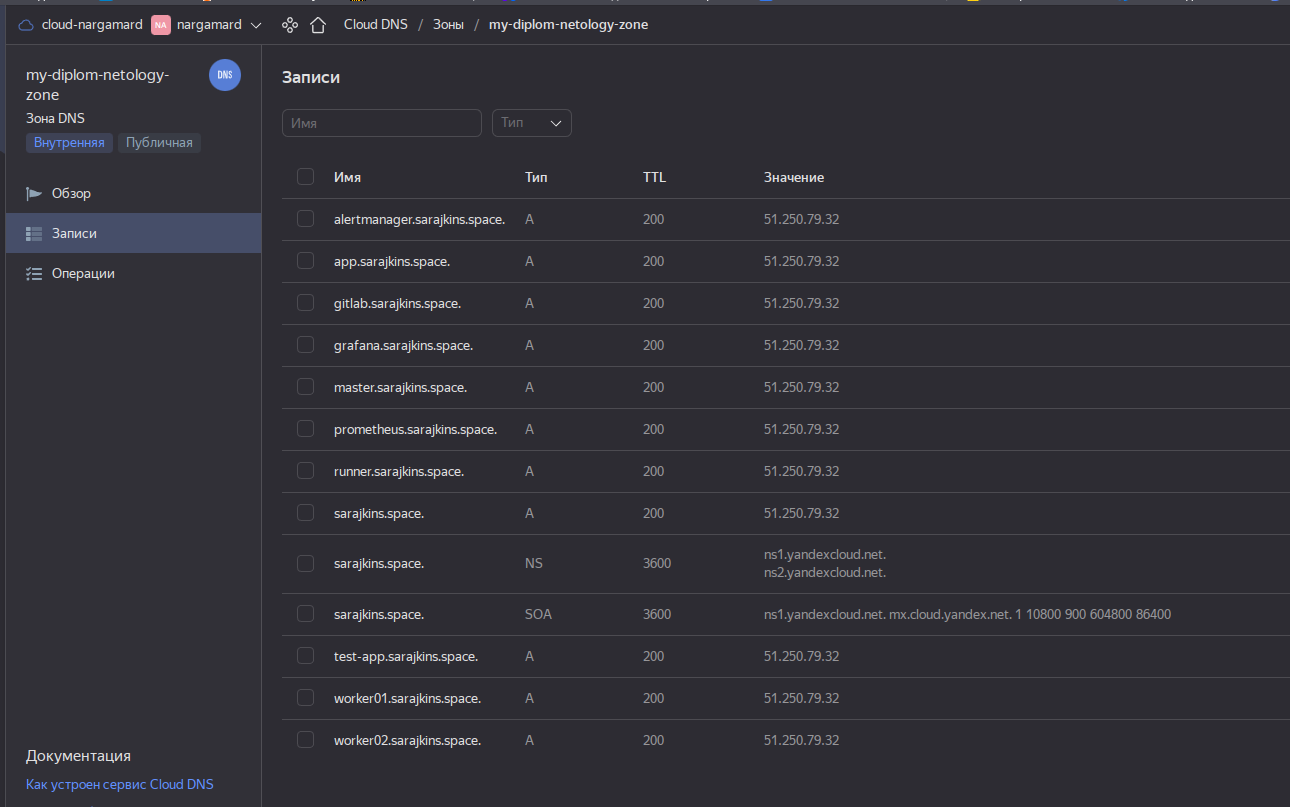 cloud-nargamard NA nargamard Cloud DNS / Зоны / my-diplom-netology-zone
my-diplom-netology-
zone
DNS
Зона DNS
Внутренняя Публичная
Обзор
Записи
Операции
Документация
Как устроен сервис Cloud DNS
Записи
Имя Тип
Имя Тип TTL Значение
alertmanager.sarajkins.space. A 200 51.250.79.32
app.sarajkins.space. A 200 51.250.79.32
gitlab.sarajkins.space. A 200 51.250.79.32
grafana.sarajkins.space. A 200 51.250.79.32
master.sarajkins.space. A 200 51.250.79.32
prometheus.sarajkins.space. A 200 51.250.79.32
runner.sarajkins.space. A 200 51.250.79.32
sarajkins.space. A 200 51.250.79.32
sarajkins.space. NS 3600 ns1.yandexcloud.net.
ns2.yandexcloud.net.
sarajkins.space. SOA 3600 ns1.yandexcloud.net. mx.cloud.yandex.net. 1 10800 900 604800 86400
test-app.sarajkins.space. A 200 51.250.79.32
worker01.sarajkins.space. A 200 51.250.79.32
worker02.sarajkins.space. A 200 51.250.79.32